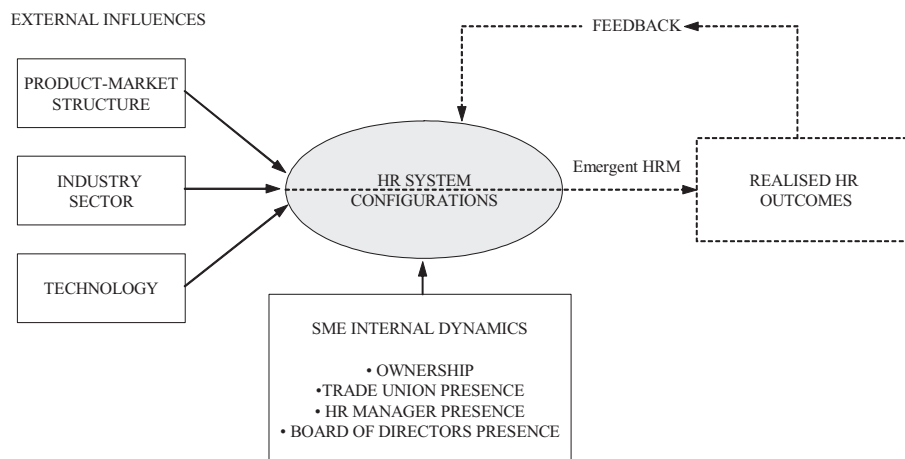 EXTERNAL INFLUENCES
FEEDBACK
PRODUCT-MARKET
STRUCTURE
INDUSTRY
SECTOR
TECHNOLOGY
HR SYSTEM
CONFIGURATIONS
Emergent HRM
REALISED HR
OUTCOMES
SME INTERNAL DYNAMICS
• OWNERSHIP
•TRADE UNION PRESENCE
• HR MANAGER PRESENCE
• BOARD OF DIRECTORS PRESENCE